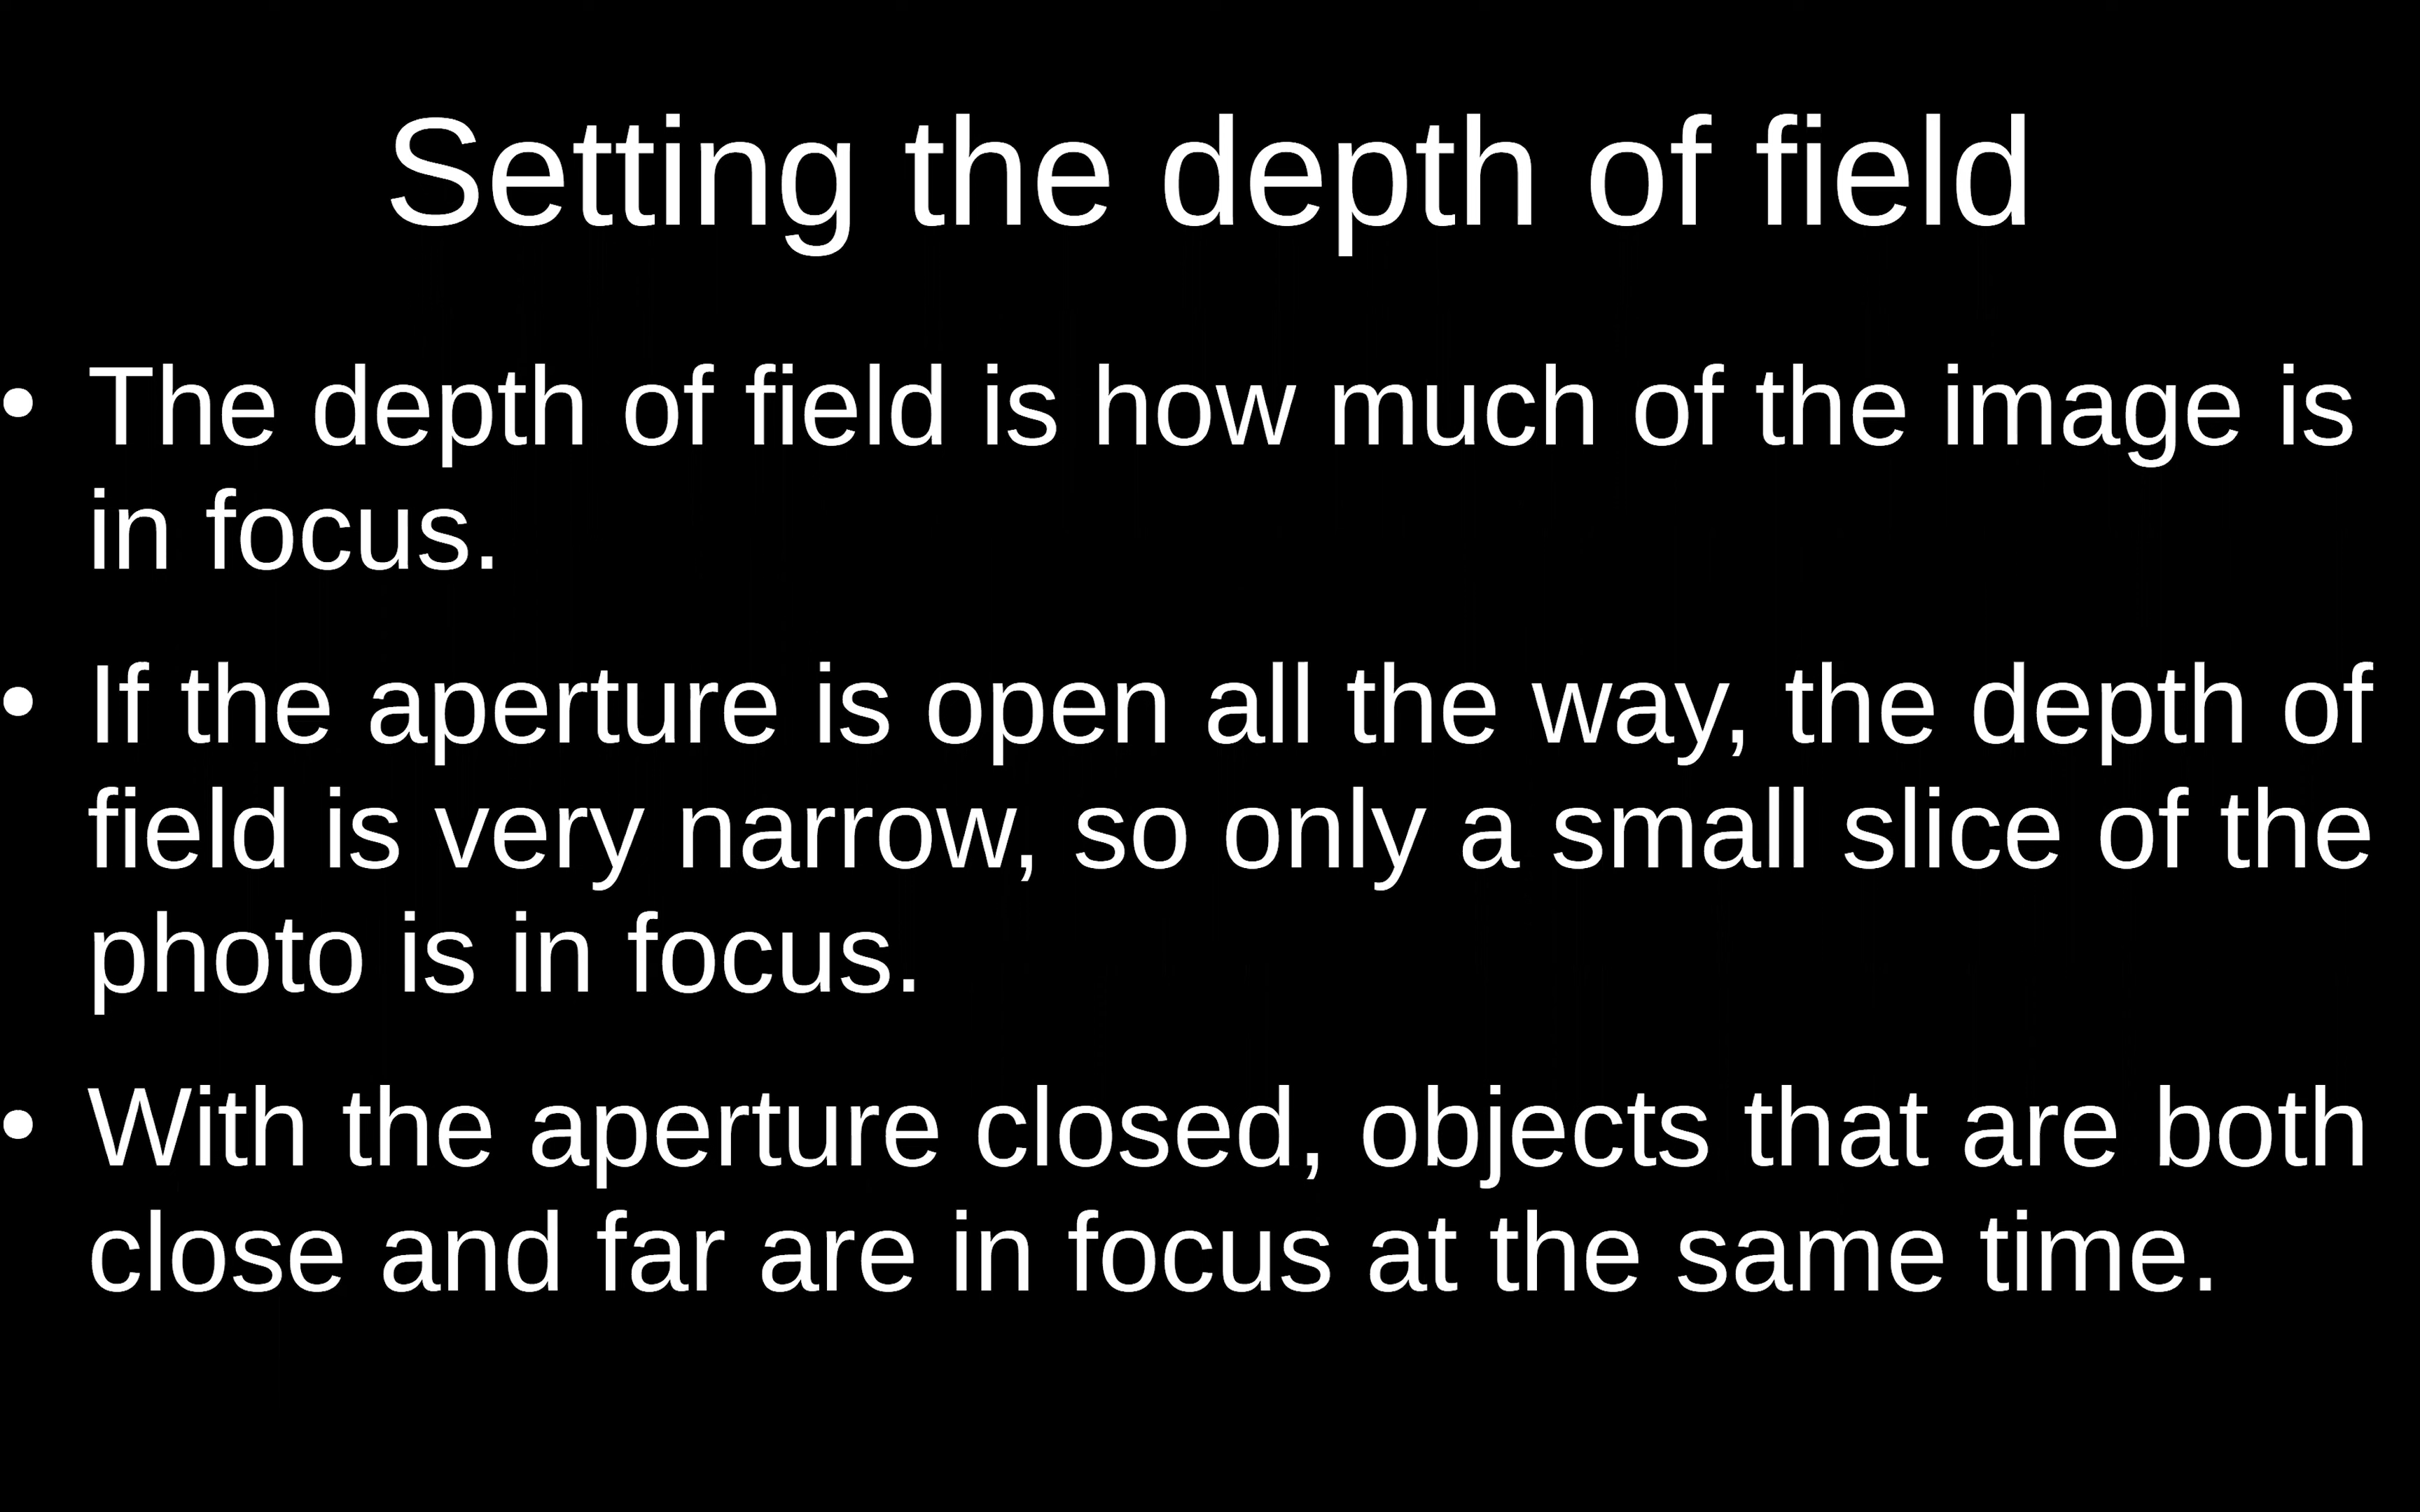 Setting the depth of field
• The depth of field is how much of the image is
in focus.
• If the aperture is open all the way, the depth of
field is very narrow, so only a small slice of the
photo is in focus.
• With the aperture closed, objects that are both
close and far are in focus at the same time.